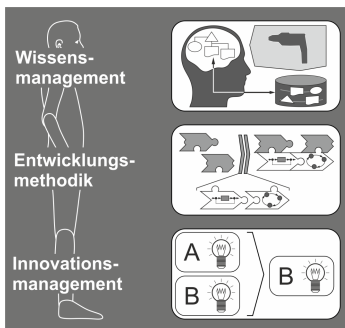 Wissens-
management
Entwicklungs-
methodik
Innovations-
management
A
B
B